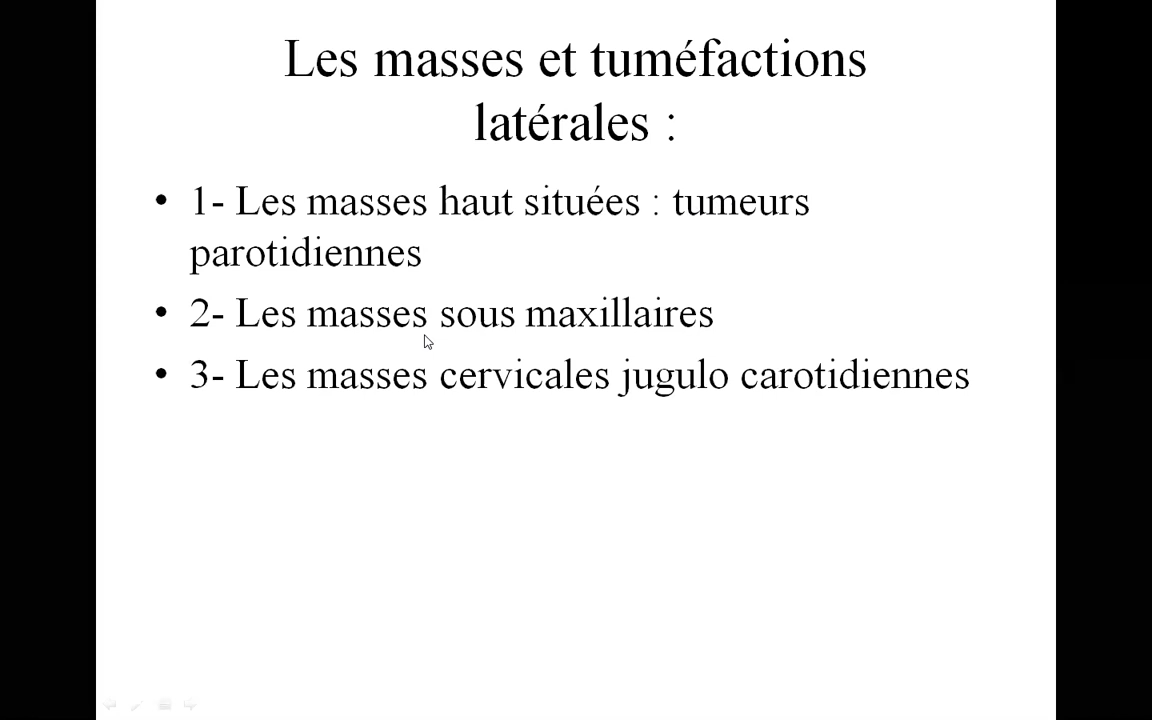 Les masses et tuméfactions
latérales :
• 1- Les masses haut situées : tumeurs
parotidiennes
• 2- Les masses sous maxillaires
• 3- Les masses cervicales jugulo carotidiennes